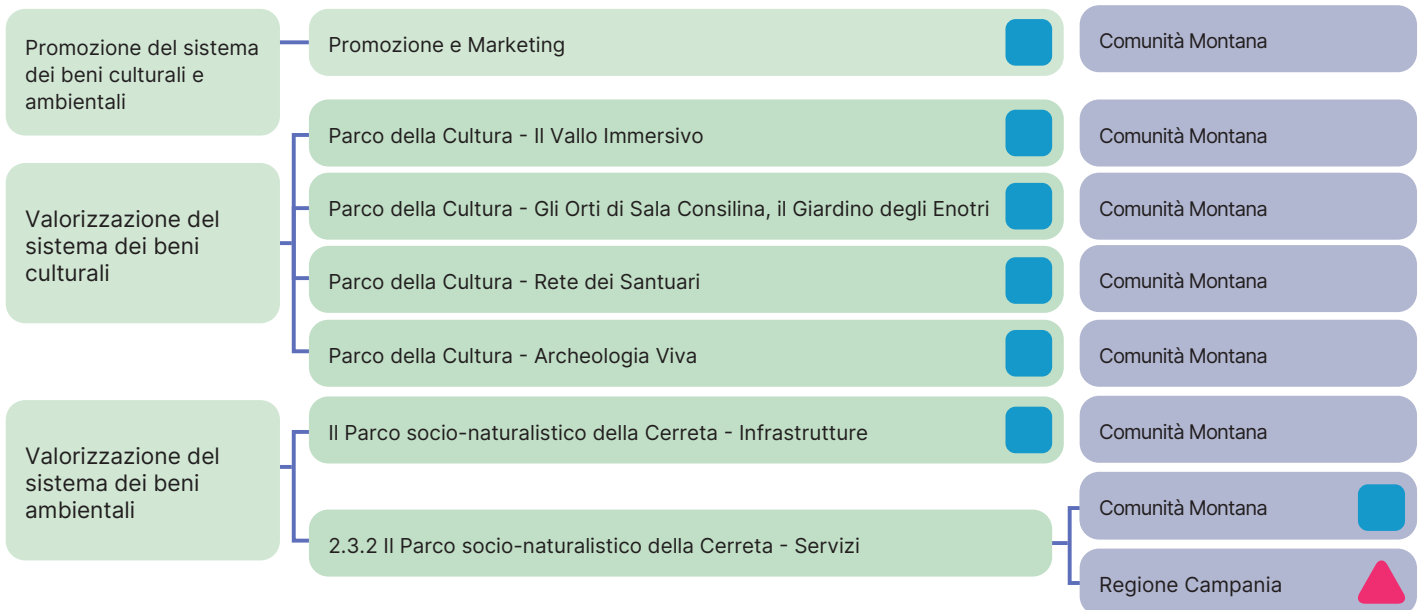 Promozione del sistema
dei beni culturali e
ambientali
Promozione e Marketing
Comunità Montana
Valorizzazione del
sistema dei beni
culturali
Parco della Cultura - Il Vallo Immersivo
Comunità Montana
Parco della Cultura - Gli Orti di Sala Consilina, il Giardino degli Enotri
Comunità Montana
Parco della Cultura - Rete dei Santuari
Comunità Montana
Parco della Cultura - Archeologia Viva
Comunità Montana
Valorizzazione del
sistema dei beni
ambientali
Il Parco socio-naturalistico della Cerreta - Infrastrutture
Comunità Montana
2.3.2 Il Parco socio-naturalistico della Cerreta - Servizi
Comunità Montana
Regione Campania